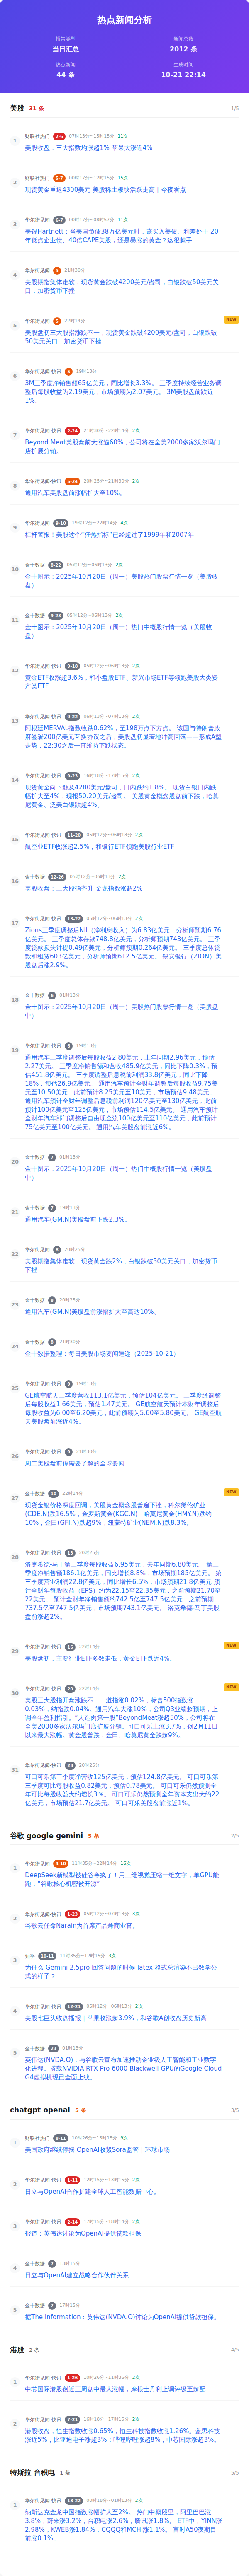 热点新闻分析
报告类型
新闻总数
当日汇总
2012 条
热点新闻
生成时间
44 条
10-21 22:14
美股 31 条
1/5
1
财联社热门 2-6 07时13分~15时15分 11次
美股收盘：三大指数均涨超1% 苹果大涨近4%
2
财联社热门 5-7 00时17分~12时15分 15次
现货黄金重返4300美元 美股稀土板块活跃走高 | 今夜看点
3
华尔街见闻 6-7 00时17分~09时57分 11次
美银Hartnett：当美国负债38万亿美元时，该买入美债、利差处于 20
年低点企业债、40倍CAPE美股，还是暴涨的黄金？这很棘手
4
华尔街见闻 5 21时30分
美股期指集体走软，现货黄金跌破4200美元/盎司，白银跌破50美元关
口，加密货币下挫
NEW
5
华尔街见闻 5 22时14分
美股盘初三大股指涨跌不一，现货黄金跌破4200美元/盎司，白银跌破
50美元关口，加密货币下挫
6
华尔街见闻-快讯 5 19时13分
3M三季度净销售额65亿美元，同比增长3.3%。 三季度持续经营业务调
整后每股收益为2.19美元，市场预期为2.07美元。 3M美股盘前涨近
1%。
7
华尔街见闻-快讯 2-24 21时30分~22时14分 2次
Beyond Meat美股盘前大涨逾60%，公司将在全美2000多家沃尔玛门
店扩展分销。
8
华尔街见闻-快讯 5-24 20时25分~21时30分 2次
通用汽车美股盘前涨幅扩大至10%。
9
华尔街见闻 9-10 19时12分~22时14分 4次
杠杆警报！美股这个“狂热指标”已经超过了1999年和2007年
10
金十数据 9-22 05时12分~06时13分 2次
金十图示：2025年10月20日（周一）美股热门股票行情一览（美股收
盘）
11
金十数据 9-23 05时12分~06时13分 2次
金十图示：2025年10月20日（周一）热门中概股行情一览（美股收
盘）
12
华尔街见闻-快讯 9-18 05时12分~06时13分 2次
黄金ETF收涨超3.6%，和小盘股ETF、新兴市场ETF等领跑美股大类资
产类ETF
13
华尔街见闻-快讯 9-22 06时13分~07时13分 2次
阿根廷MERVAL指数收跌0.62%，至198万点下方点。 该国与特朗普政
府签署200亿美元互换协议之后，美股盘初显著地冲高回落——形成A型
走势，22:30之后一直维持下跌状态。
14
华尔街见闻-快讯 9-23 16时18分~17时15分 2次
现货黄金向下触及4280美元/盎司，日内跌约1.8%。 现货白银日内跌
幅扩大至4%，现报50.20美元/盎司。 美股黄金概念股盘前下跌，哈莫
尼黄金、泛美白银跌超4%。
15
华尔街见闻-快讯 11-20 05时12分~06时13分 2次
航空业ETF收涨超2.5%，和银行ETF领跑美股行业ETF
16
金十数据 12-26 05时12分~06时13分 2次
美股收盘：三大股指齐升 金龙指数涨超2%
17
华尔街见闻-快讯 13-22 05时12分~06时13分 2次
Zions三季度调整后NII（净利息收入）为6.83亿美元，分析师预期6.76
亿美元。 三季度总体存款748.8亿美元，分析师预期743亿美元。 三季
度贷款损失计提0.49亿美元，分析师预期0.264亿美元。 三季度总体贷
款和租赁603亿美元，分析师预期612.5亿美元。 锡安银行（ZION）美
股盘后涨2.9%。
18
金十数据 6 01时13分
金十图示：2025年10月20日（周一）美股热门股票行情一览（美股盘
中）
19
华尔街见闻-快讯 6 19时13分
通用汽车三季度调整后每股收益2.80美元，上年同期2.96美元，预估
2.27美元。 三季度净销售额和营收485.9亿美元，同比下降0.3%，预
估451.8亿美元。 三季度调整后息税前利润33.8亿美元，同比下降
18%，预估26.9亿美元。 通用汽车预计全财年调整后每股收益9.75美
元至10.50美元，此前预计8.25美元至10美元，市场预估9.48美元。
通用汽车预计全财年调整后息税前利润120亿美元至130亿美元，此前
预计100亿美元至125亿美元，市场预估114.5亿美元。 通用汽车预计
全财年汽车部门调整后自由现金流100亿美元至110亿美元，此前预计
75亿美元至100亿美元。 通用汽车美股盘前涨近6%。
20
金十数据 7 01时13分
金十图示：2025年10月20日（周一）热门中概股行情一览（美股盘
中）
21
金十数据 7 19时13分
通用汽车(GM.N)美股盘前下跌2.3%。
22
华尔街见闻 8 20时25分
美股期指集体走软，现货黄金跌2%，白银跌破50美元关口，加密货币
下挫
23
金十数据 8 20时25分
通用汽车(GM.N)美股盘前涨幅扩大至高达10%。
24
金十数据 8 21时30分
金十数据整理：每日美股市场要闻速递（2025-10-21）
25
华尔街见闻-快讯 9 19时13分
GE航空航天三季度营收113.1亿美元，预估104亿美元。 三季度经调整
后每股收益1.66美元，预估1.47美元。 GE航空航天预计本财年调整后
每股收益为6.00至6.20美元，此前预估为5.60至5.80美元。 GE航空航
天美股盘前涨近4%。
26
华尔街见闻-快讯 9 21时30分
周二美股盘前你需要了解的全球要闻
NEW
27
金十数据 10 22时14分
现货金银价格深度回调，美股黄金概念股普遍下挫，科尔黛伦矿业
(CDE.N)跌16.5%，金罗斯黄金(KGC.N)、哈莫尼黄金(HMY.N)跌约
10%，金田(GFI.N)跌超9%，纽蒙特矿业(NEM.N)跌8.3%。
28
华尔街见闻-快讯 13 20时25分
洛克希德-马丁第三季度每股收益6.95美元，去年同期6.80美元。 第三
季度净销售额186.1亿美元，同比增长8.8%，市场预期185亿美元。 第
三季度营业利润22.8亿美元，同比增长6.5%，市场预期21.8亿美元 预
计全年每股收益（EPS）约为22.15至22.35美元，之前预期21.70至
22美元。 预计全年净销售额约742.5亿至747.5亿美元，之前预期
737.5亿至747.5亿美元，市场预期743.1亿美元。 洛克希德-马丁美股盘
前涨超2%。
NEW
29
华尔街见闻-快讯 16 22时14分
美股盘初，主要行业ETF多数走低，黄金ETF跌近4%。
NEW
30
华尔街见闻-快讯 20 22时14分
美股三大股指开盘涨跌不一，道指涨0.02%，标普500指数涨
0.03%，纳指跌0.04%。通用汽车大涨10%，公司Q3业绩超预期，上
调全年盈利指引。“人造肉第一股”BeyondMeat涨超50%，公司将在
全美2000多家沃尔玛门店扩展分销。可口可乐上涨3.7%，创2月11日
以来最大涨幅。黄金股普跌，金田、哈莫尼黄金跌超9%。
31
华尔街见闻-快讯 28 20时25分
可口可乐第三季度净营收125亿美元，预估124.8亿美元。 可口可乐第
三季度可比每股收益0.82美元，预估0.78美元。 可口可乐仍然预测全
年可比每股收益大约增长3%。 可口可乐仍然预测全年资本支出大约22
亿美元，市场预估21.7亿美元。 可口可乐美股盘前涨近1%。
谷歌 google gemini 5 条
2/5
1
华尔街见闻 4-10 11时35分~22时14分 16次
DeepSeek新模型被硅谷夸疯了！用二维视觉压缩一维文字，单GPU能
跑，“谷歌核心机密被开源”
2
华尔街见闻-快讯 1-23 05时12分~07时13分 3次
谷歌云任命Narain为首席产品兼商业官。
3
知乎 10-11 11时35分~12时15分 3次
为什么 Gemini 2.5pro 回答问题的时候 latex 格式总渲染不出数学公
式的样子？
4
华尔街见闻-快讯 12-21 05时12分~06时13分 2次
美股七巨头收盘播报｜苹果收涨超3.9%，和谷歌A创收盘历史新高
5
金十数据 23 01时13分
英伟达(NVDA.O)：与谷歌云宣布加速推动企业级人工智能和工业数字
化进程。搭载NVIDIA RTX Pro 6000 Blackwell GPU的Google Cloud
G4虚拟机现已全面上线。
chatgpt openai 5 条
3/5
1
财联社热门 8-11 10时26分~15时15分 9次
美国政府继续停摆 OpenAI收紧Sora监管｜环球市场
2
华尔街见闻-快讯 1-11 12时15分~13时15分 2次
日立与OpenAI合作扩建全球人工智能数据中心。
3
华尔街见闻-快讯 2-14 17时15分~18时14分 2次
报道：英伟达讨论为OpenAI提供贷款担保
4
金十数据 7 13时15分
日立与OpenAI建立战略合作伙伴关系
5
金十数据 7 17时15分
据The Information：英伟达(NVDA.O)讨论为OpenAI提供贷款担保。
港股 2 条
4/5
1
华尔街见闻-快讯 1-26 10时26分~11时36分 2次
中芯国际港股创近三周盘中最大涨幅，摩根士丹利上调评级至超配
2
华尔街见闻-快讯 7-21 16时18分~17时15分 2次
港股收盘，恒生指数收涨0.65%，恒生科技指数收涨1.26%。蓝思科技
涨近5%，比亚迪电子涨超3%；哔哩哔哩涨超8%，中芯国际涨超3%。
特斯拉 台积电 1 条
5/5
1
华尔街见闻-快讯 13-22 00时18分~01时13分 2次
纳斯达克金龙中国指数涨幅扩大至2%。 热门中概股里，阿里巴巴涨
3.8%，蔚来涨3.2%，台积电涨2.6%，腾讯涨1.8%。 ETF中，YINN涨
2.98%，KWEB涨1.84%，CQQQ和MCHI涨1.1%。 富时A50夜期目
前涨0.1%。